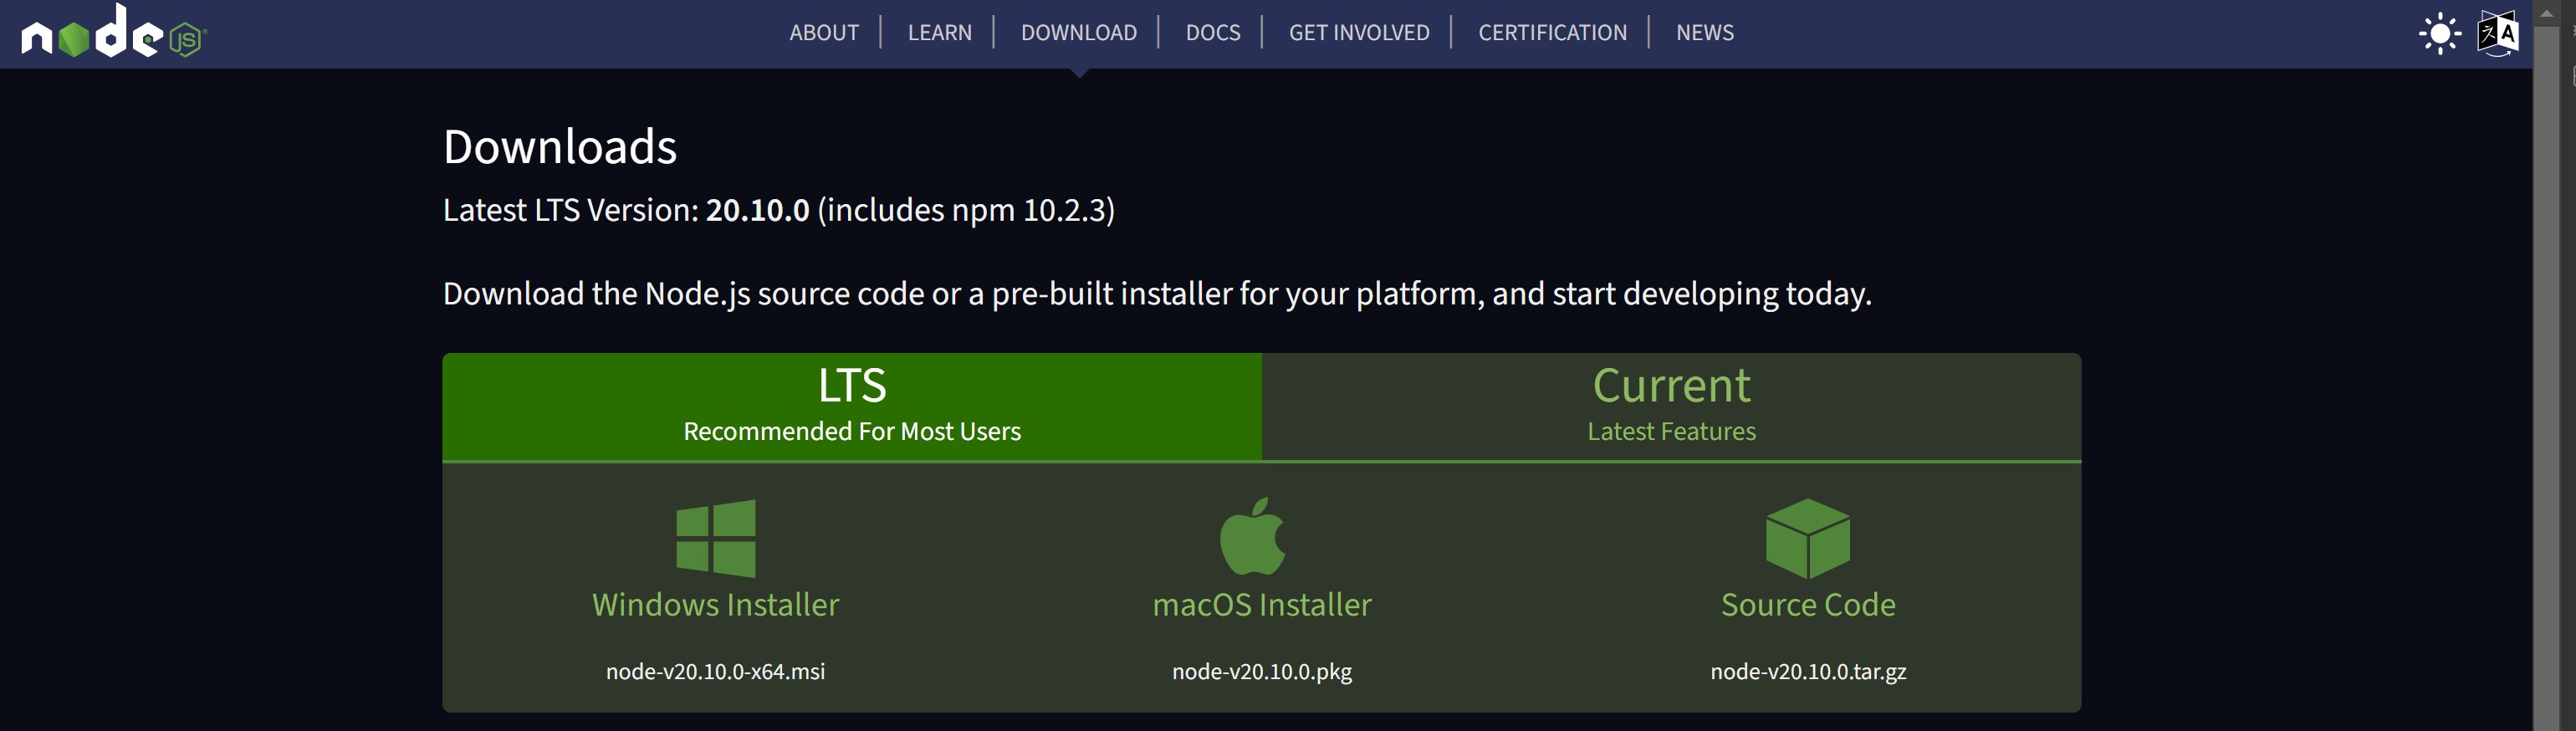 node JS
ABOUT | LEARN | DOWNLOAD | DOCS | GET INVOLVED | CERTIFICATION | NEWS
Downloads
Latest LTS Version: 20.10.0 (includes npm 10.2.3)
Download the Node.js source code or a pre-built installer for your platform, and start developing today.
LTS
Recommended For Most Users
Current
Latest Features
Windows Installer
node-v20.10.0-x64.msi
macOS Installer
node-v20.10.0.pkg
Source Code
node-v20.10.0.tar.gz